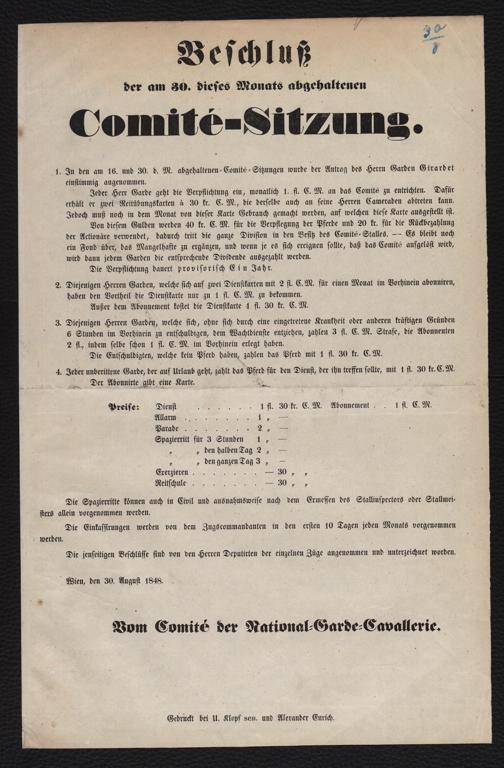 30/8
Beschluß
der am 30. dieses Monats abgehaltenen
Comité-Sitzung.
1. In den am 16. und 30. d. M. abgehaltenen-Comité-Sitzungen wurde der Antrag des Herrn Garden Girardet
einstimmig angenommen.
Jeder Herr Garde geht die Verpflichtung ein, monatlich 1. fl. C. M. an das Comité zu entrichten. Dafür
erhält er zwei Reitübungskarten à 30 kr. C. M., die derselbe auch an seine Herren Cameraden abtreten kann.
Jedoch muß noch in dem Monat von dieser Karte Gebrauch gemacht werden, auf welchen diese Karte ausgestellt ist.
Von diesem Gulden werden 40 kr. C. M. für die Verpflegung der Pferde und 20 kr. für die Rückbezahlung
der Actionäre verwendet, dadurch tritt die ganze Division in den Besitz des Comité-Stalles. — Es bleibt noch
ein Fond über, das Mangelhafte zu ergänzen, und wenn je es sich ereignen sollte, daß das Comité aufgelöst wird,
wird dann jedem Garden die entsprechende Dividende ausgezahlt werden.
Die Verpflichtung dauert provisorisch Ein Jahr.
2. Diejenigen Herren Garden, welche sich auf zwei Dienstkarten mit 2 fl. C. M. für einen Monat im Vorhinein abonniren,
haben den Vortheil die Dienstkarte nur zu 1 fl. C. M. zu bekommen.
Außer dem Abonnement kostet die Dienstkarte 1 fl. 30 kr. C. M.
3. Diejenigen Herren Garden, welche sich, ohne sich durch eine eingetretene Krankheit oder anderen kräftigen Gründen
6 Stunden im Vorhinein zu entschuldigen, dem Wachdienste entziehen, zahlen 3 fl. C. M. Strafe, die Abonnenten
2 fl., indem selbe schon 1 fl. C. M. im Vorhinein erlegt haben.
Die Entschuldigten, welche kein Pferd haben, zahlen das Pferd mit 1 fl. 30 kr. C. M.
4. Jeder unberittene Garde, der auf Urlaub geht, zahlt das Pferd für den Dienst, der ihn treffen sollte, mit 1 fl. 30 kr. C. M.
Der Abonnirte gibt eine Karte.
Preise: Dienst . . . . . . . 1 fl. 30 kr. C. M. Abonnement . . 1 fl. C. M.
Allarm . . . . . . . . 1 „ —
Parade . . . . . . . . 2 „ —
Spazierritt für 3 Stunden 1 „ —
„ „ den halben Tag 2 „ —
„ „ den ganzen Tag 3 „ —
Exerzieren . . . . . . . — 30 „ „
Reitschule . . . . . . . — 30 „ „
Die Spazierritte können auch in Civil und ausnahmsweise nach dem Ermessen des Stallinspectors oder Stallmei-
sters allein vorgenommen werden.
Die Einkassirungen werden von dem Zugscommandanten in den ersten 10 Tagen jeden Monats vorgenommen
werden.
Die jenseitigen Beschlüsse sind von den Herren Deputirten der einzelnen Züge angenommen und unterzeichnet worden.
Wien, den 30. August 1848.
Vom Comité der National-Garde-Cavallerie.
Gedruckt bei U. Klopf sen. und Alexander Eurich.